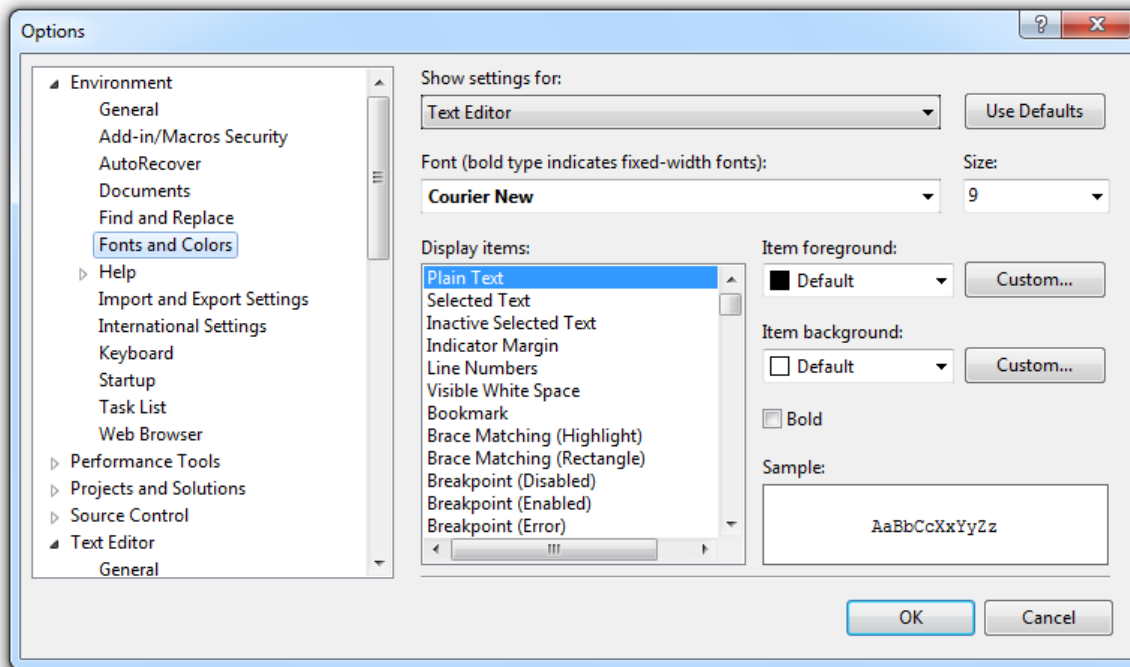 Options
Environment
General
Add-in/Macros Security
AutoRecover
Documents
Find and Replace
Fonts and Colors
Help
Import and Export Settings
International Settings
Keyboard
Startup
Task List
Web Browser
Performance Tools
Projects and Solutions
Source Control
Text Editor
General
Show settings for:
Text Editor
Use Defaults
Font (bold type indicates fixed-width fonts):
Size:
Courier New
9
Display items:
Plain Text
Selected Text
Inactive Selected Text
Indicator Margin
Line Numbers
Visible White Space
Bookmark
Brace Matching (Highlight)
Brace Matching (Rectangle)
Breakpoint (Disabled)
Breakpoint (Enabled)
Breakpoint (Error)
Item foreground:
Default
Custom...
Item background:
Default
Custom...
Bold
Sample:
AaBbCcXxYyZz
OK
Cancel